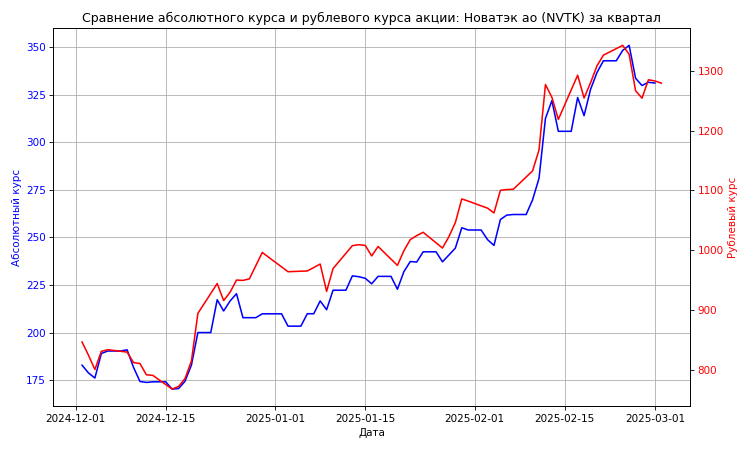 Сравнение абсолютного курса и рублевого курса акции: Новатэк ао (NVTK) за квартал
Абсолютный курс
350
325
300
275
250
225
200
175
1300
1200
1100
1000
900
800
Рублевый курс
2024-12-01 2024-12-15 2025-01-01 2025-01-15 2025-02-01 2025-02-15 2025-03-01
Дата